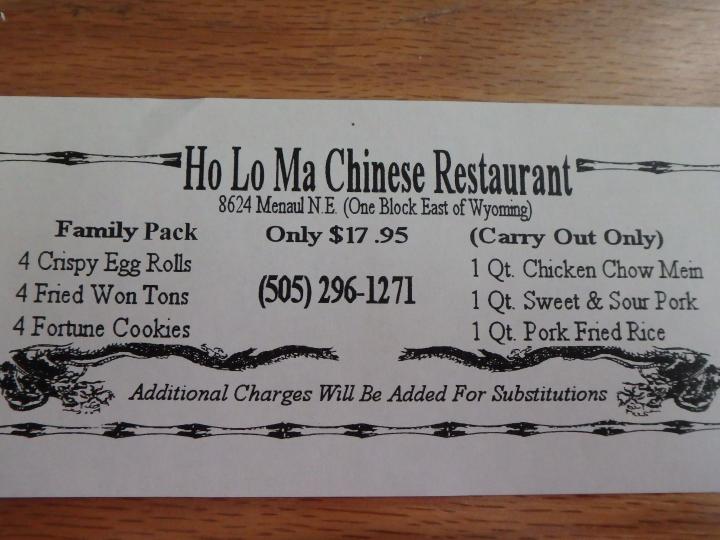 Ho Lo Ma Chinese Restaurant
8624 Menaul N.E. (One Block East of Wyoming)
Family Pack
Only $17.95
(Carry Out Only)
4 Crispy Egg Rolls
4 Fried Won Tons
4 Fortune Cookies
(505) 296-1271
1 Qt. Chicken Chow Mein
1 Qt. Sweet & Sour Pork
1 Qt. Pork Fried Rice
Additional Charges Will Be Added For Substitutions